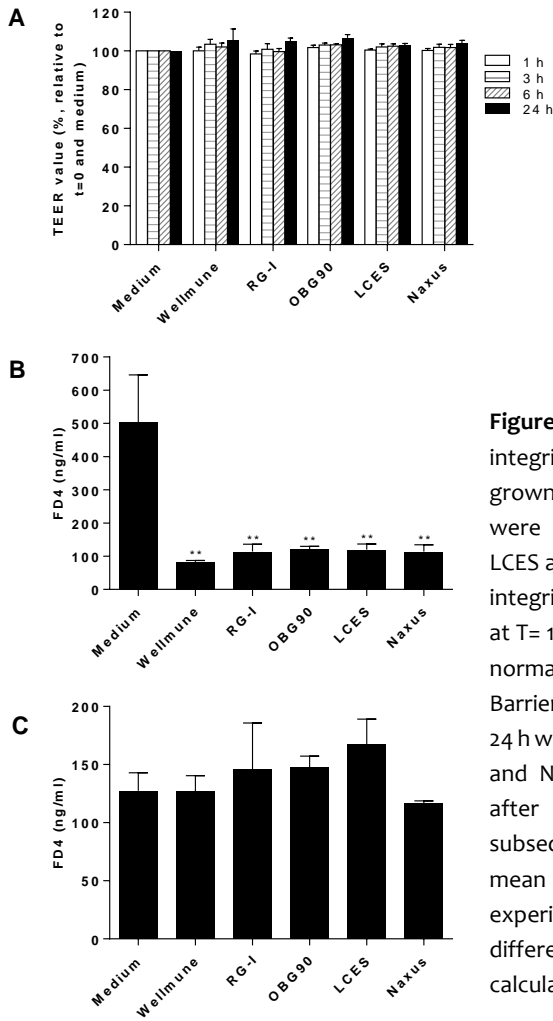 A
TEER value (%, relative to
t=0 and medium)
140
120
100
80
60
40
20
0
1 h
3 h
6 h
24 h
Medium
Wellmune
RG-I
OBG90
LCES
Naxus
B
FD4 (ng/ml)
700
600
500
400
300
200
100
0
**
**
**
**
**
Medium
Wellmune
RG-I
OBG90
LCES
Naxus
C
FD4 (ng/ml)
200
150
100
50
0
Medium
Wellmune
RG-I
OBG90
LCES
Naxus
Figure
integri
grown
were
LCES a
integri
at T= 1
norma
Barrier
24 h w
and N
after
subsec
mean
experi
differe
calcula